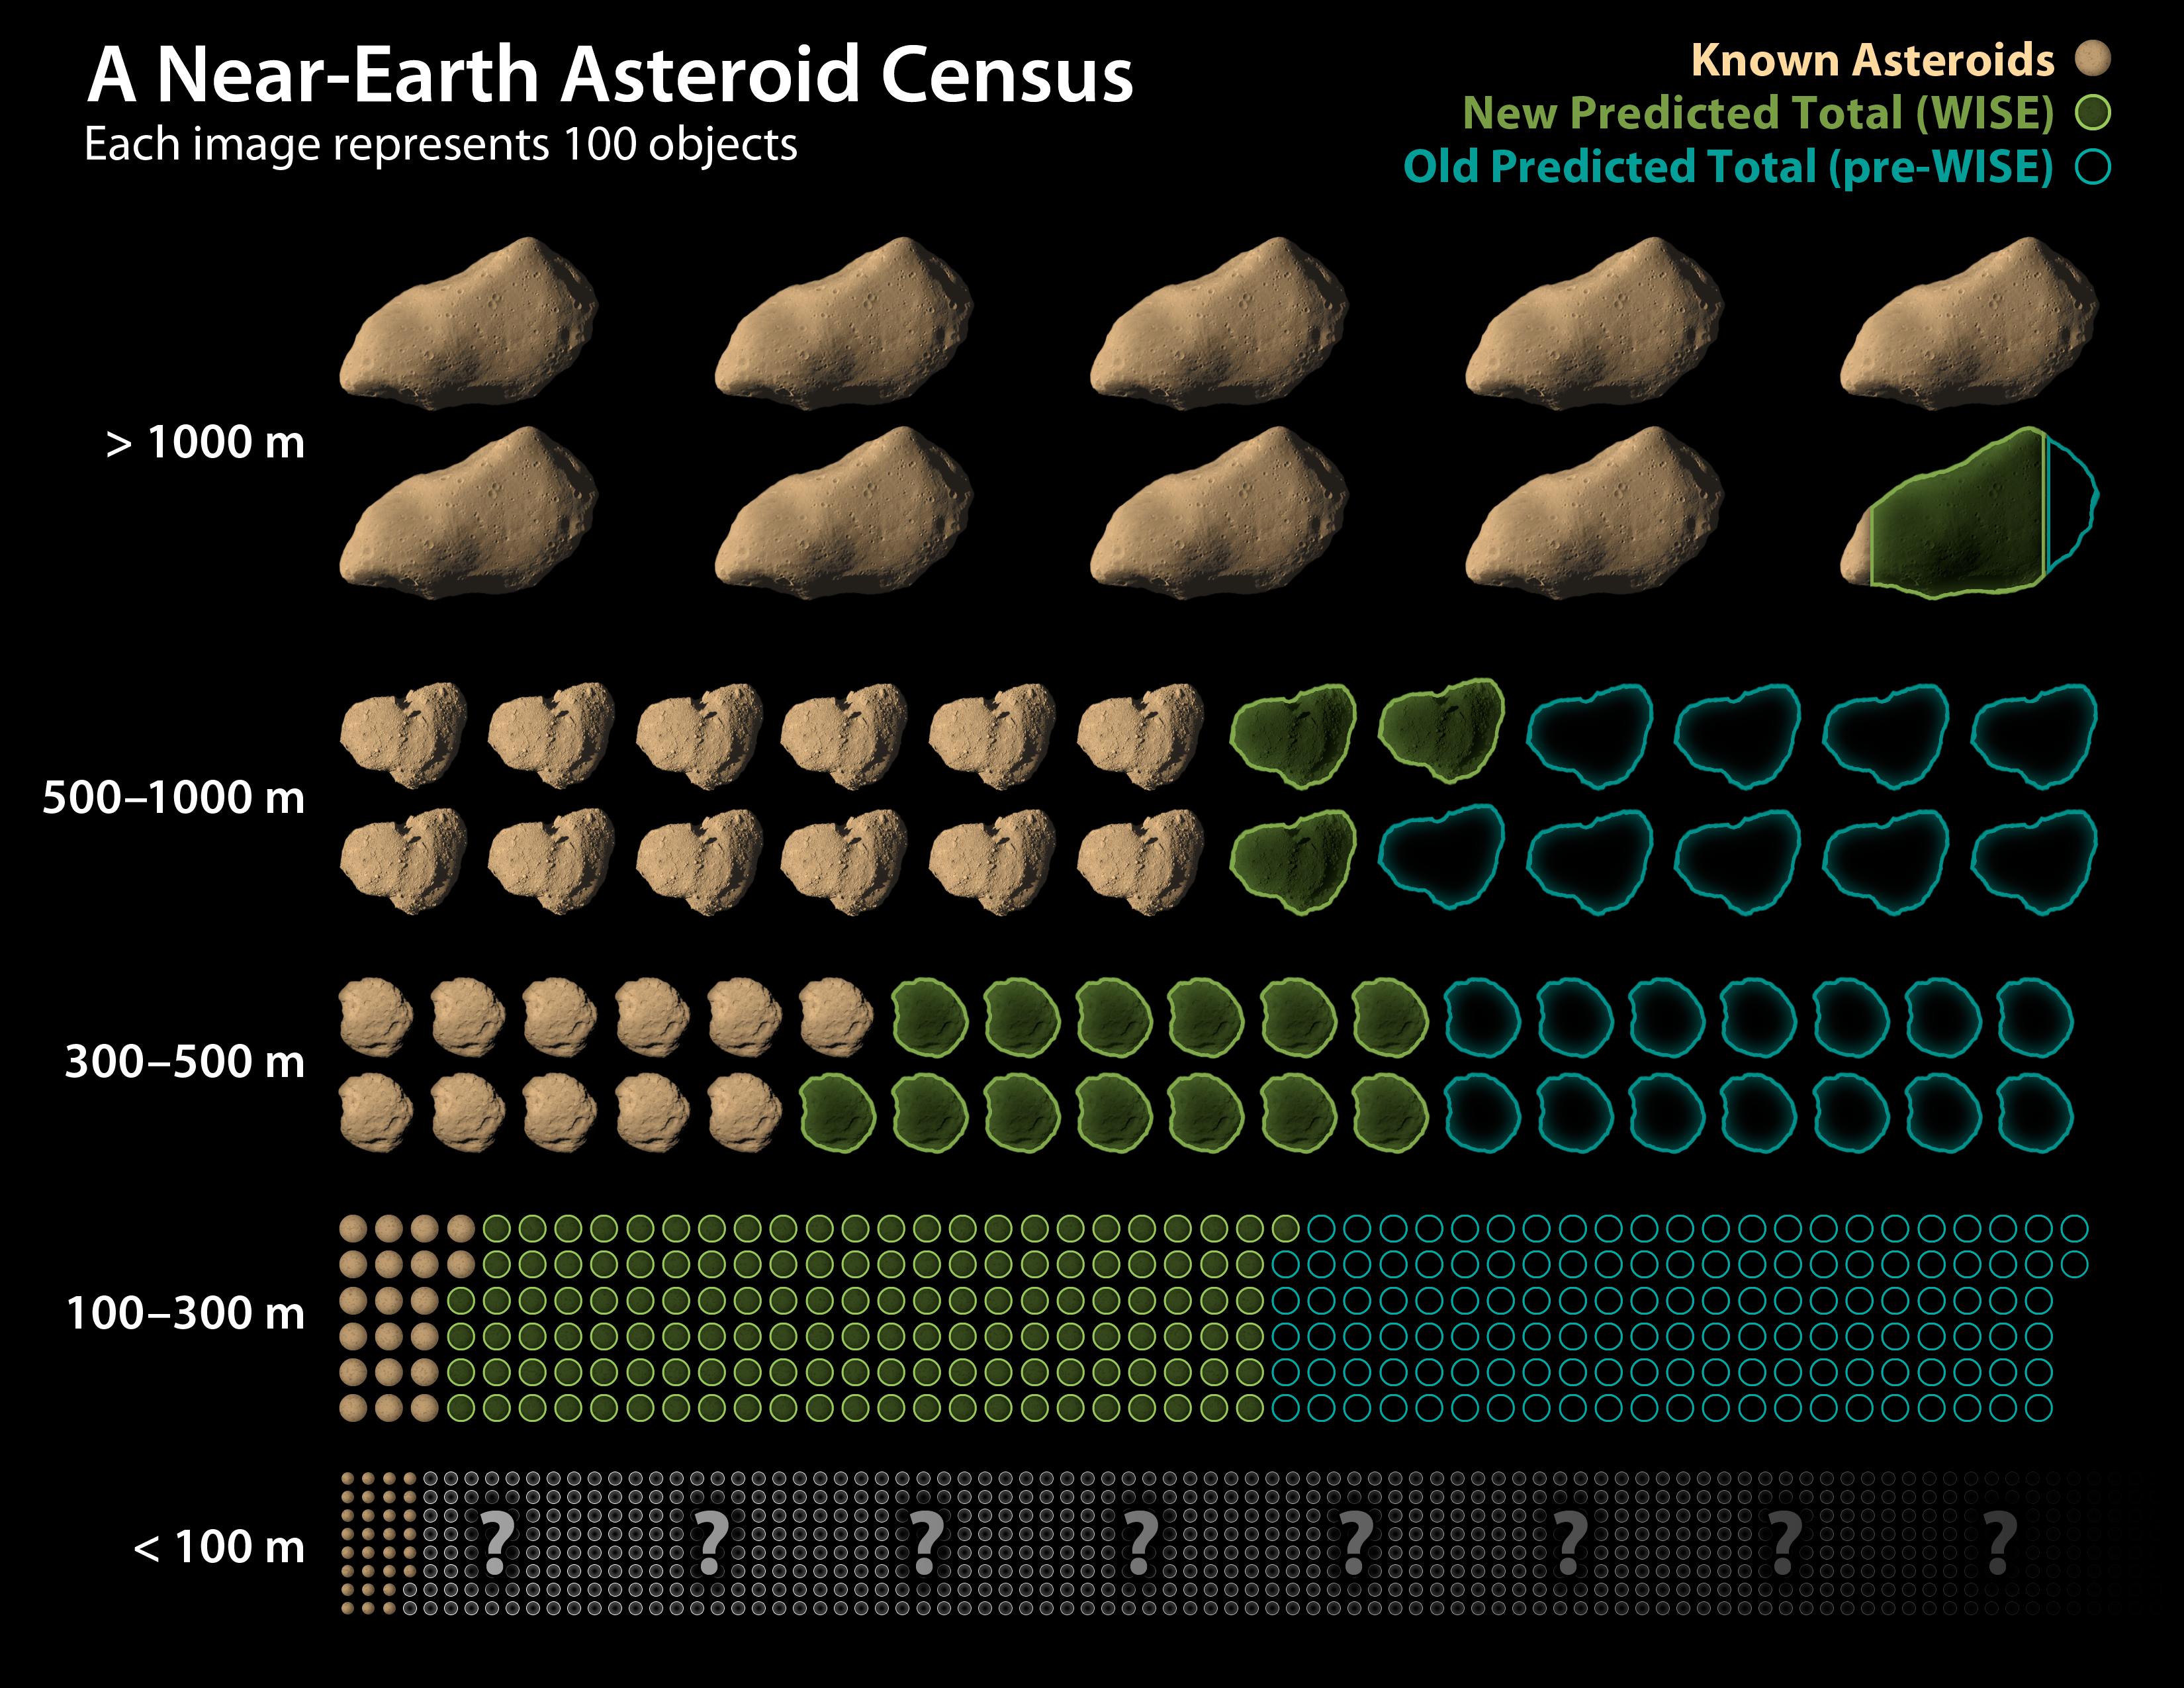 A Near-Earth Asteroid Census
Each image represents 100 objects
Known Asteroids
New Predicted Total (WISE)
Old Predicted Total (pre-WISE)
> 1000 m
500–1000 m
300–500 m
100–300 m
< 100 m
? ? ? ? ? ? ? ?